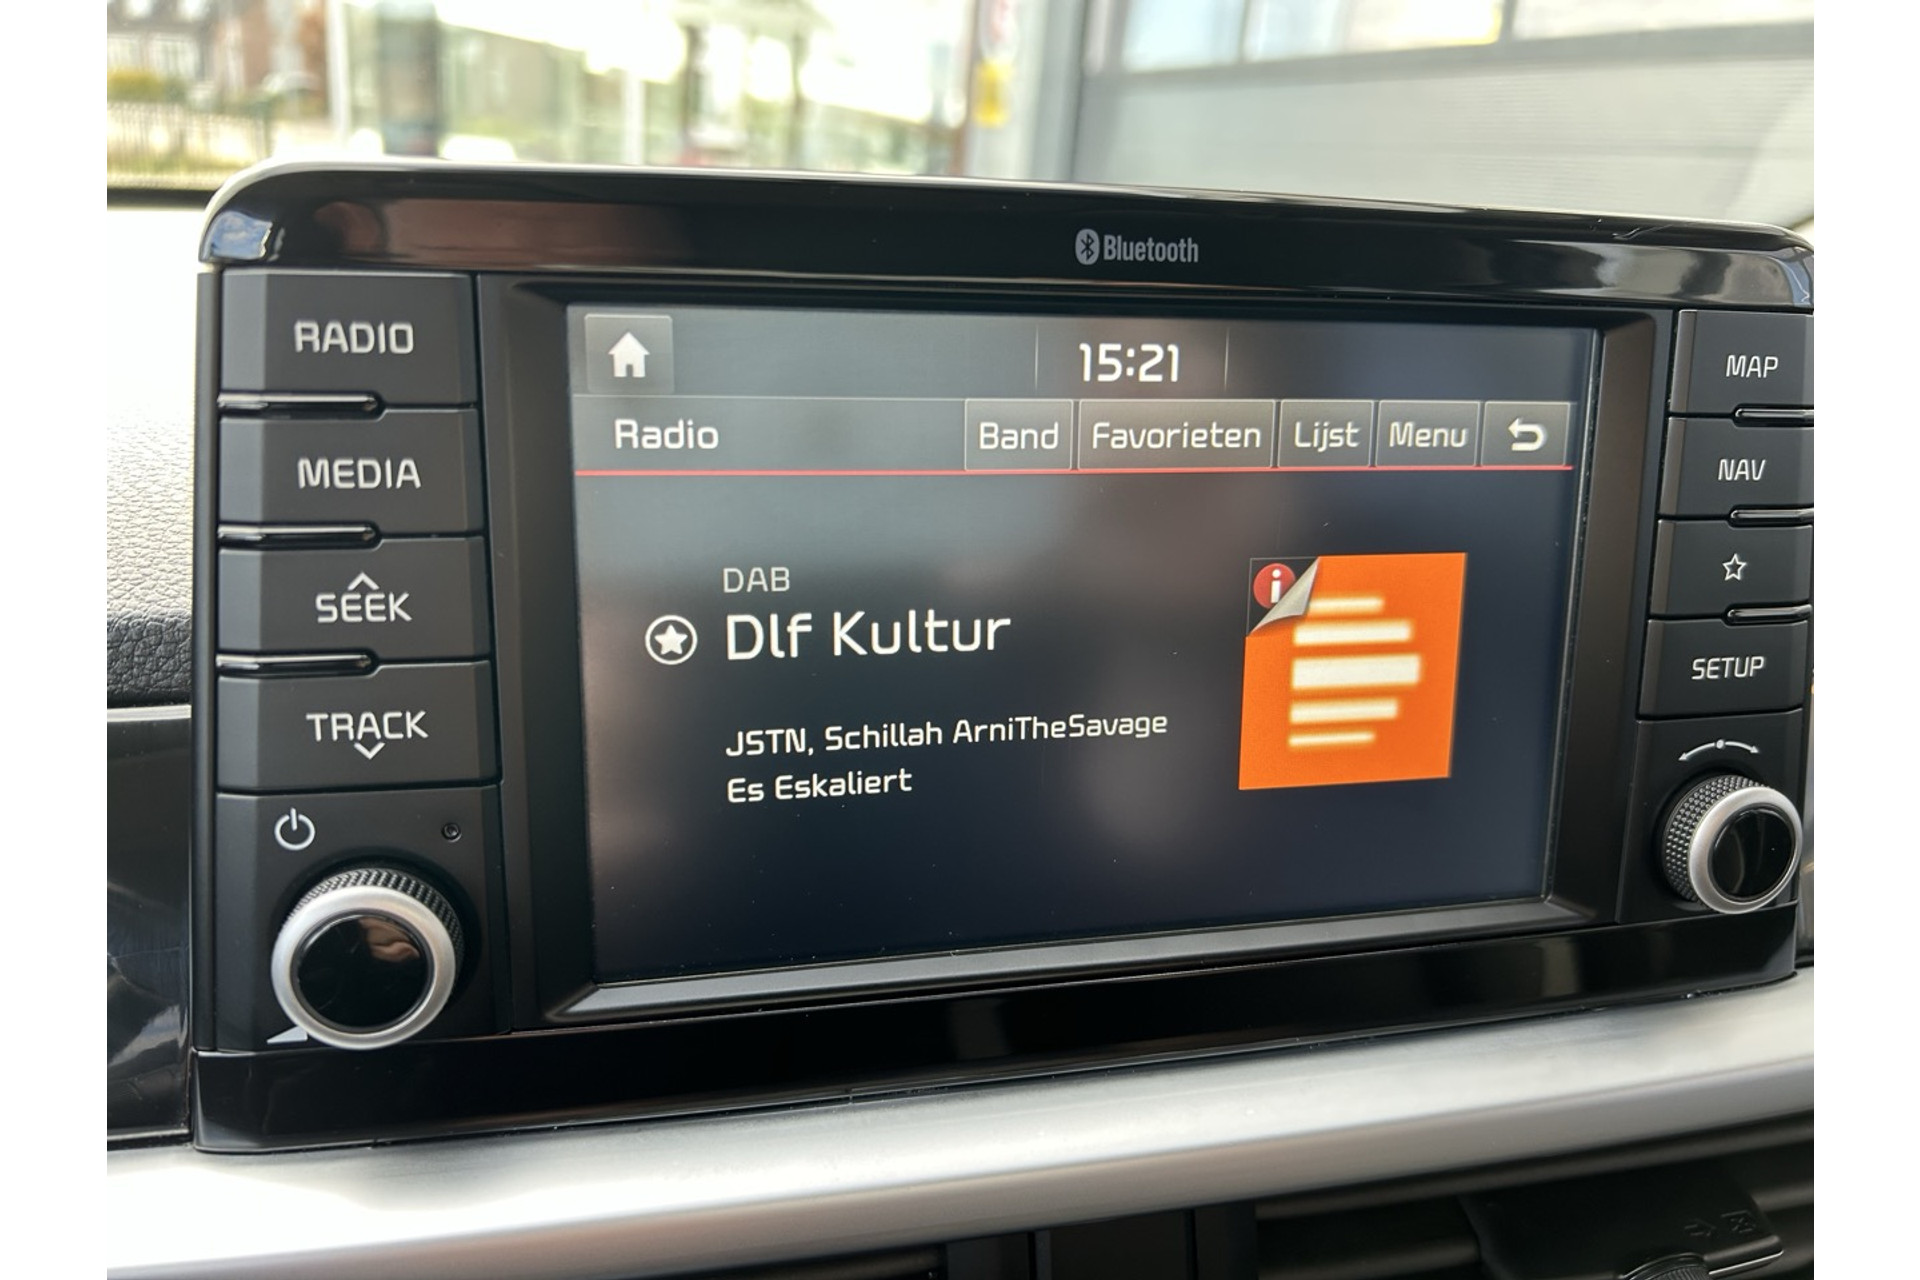 Bluetooth
RADIO
MEDIA
SEEK
TRACK
15:21
Radio
Band
Favorieten
Lijst
Menu
DAB
Dlf Kultur
JSTN, Schillah ArniTheSavage
Es Eskaliert
i
MAP
NAV
SETUP